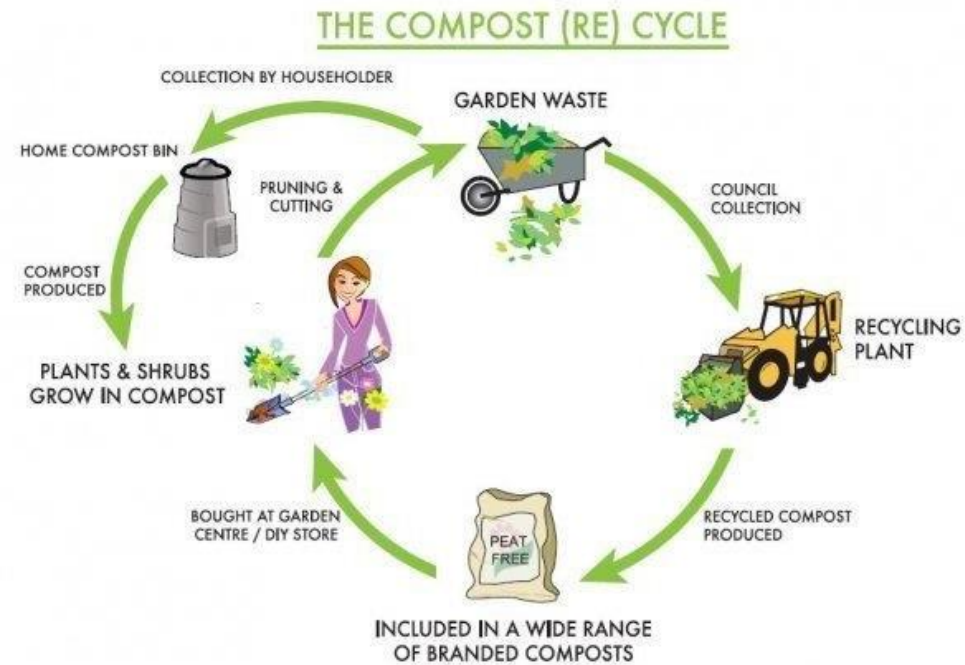 THE COMPOST (RE) CYCLE
COLLECTION BY HOUSEHOLDER
GARDEN WASTE
HOME COMPOST BIN
PRUNING &
CUTTING
COUNCIL
COLLECTION
COMPOST
PRODUCED
RECYCLING
PLANT
PLANTS & SHRUBS
GROW IN COMPOST
BOUGHT AT GARDEN
CENTRE / DIY STORE
PEAT
FREE
RECYCLED COMPOST
PRODUCED
INCLUDED IN A WIDE RANGE
OF BRANDED COMPOSTS